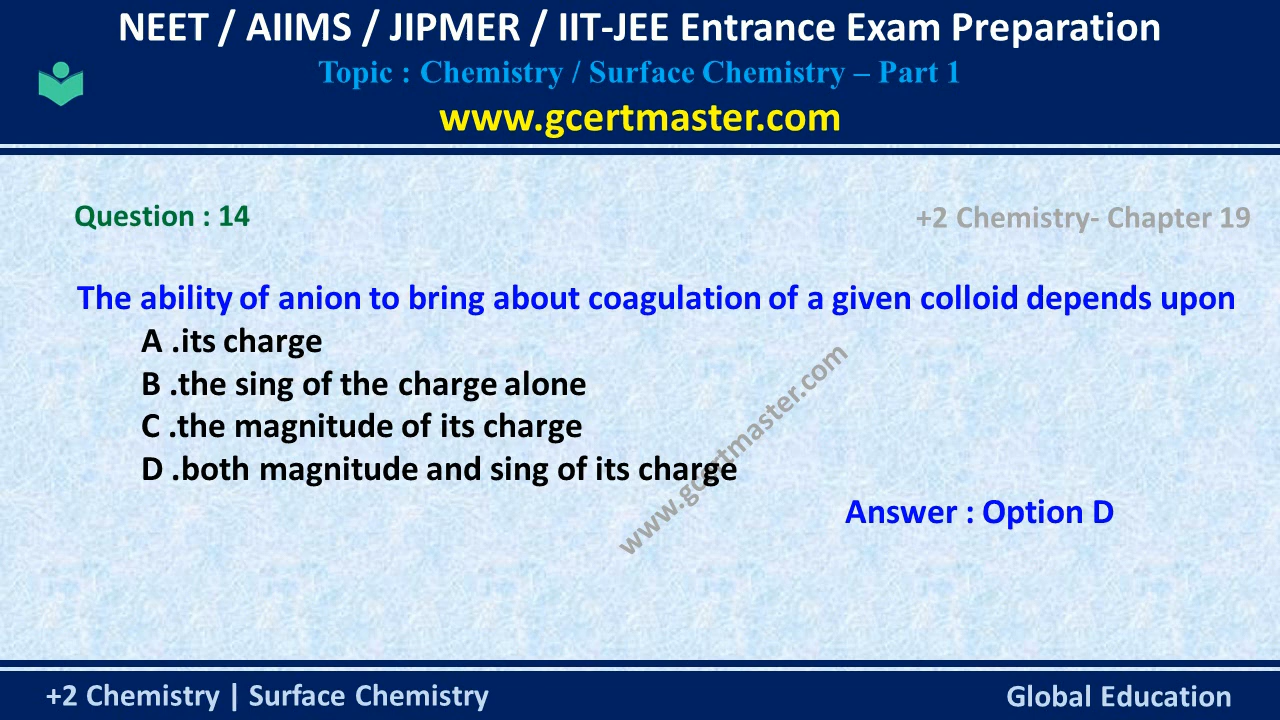 NEET / AIIMS / JIPMER / IIT-JEE Entrance Exam Preparation
Topic : Chemistry / Surface Chemistry – Part 1
www.gcertmaster.com
Question : 14
+2 Chemistry- Chapter 19
The ability of anion to bring about coagulation of a given colloid depends upon
A .its charge
B .the sing of the charge alone
C .the magnitude of its charge
D .both magnitude and sing of its charge
www.gcertmaster.com
Answer : Option D
+2 Chemistry | Surface Chemistry
Global Education